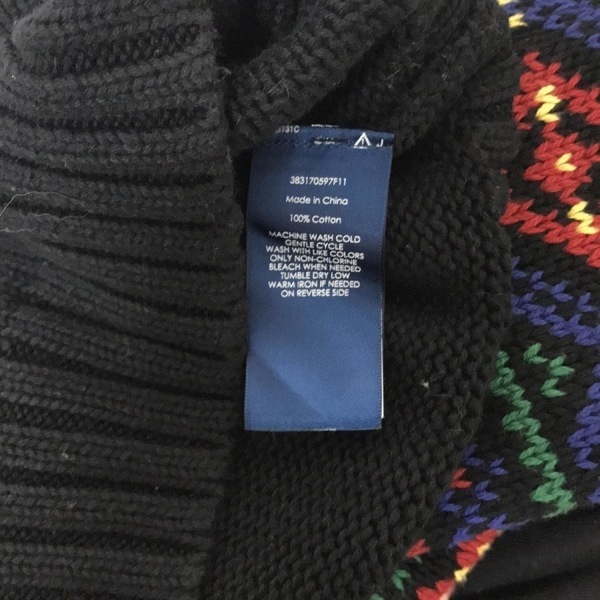 J
383170597F11
Made in China
100% Cotton
MACHINE WASH COLD
GENTLE CYCLE
WASH WITH LIKE COLORS
ONLY NON-CHLORINE
BLEACH WHEN NEEDED
TUMBLE DRY LOW
WARM IRON IF NEEDED
ON REVERSE SIDE